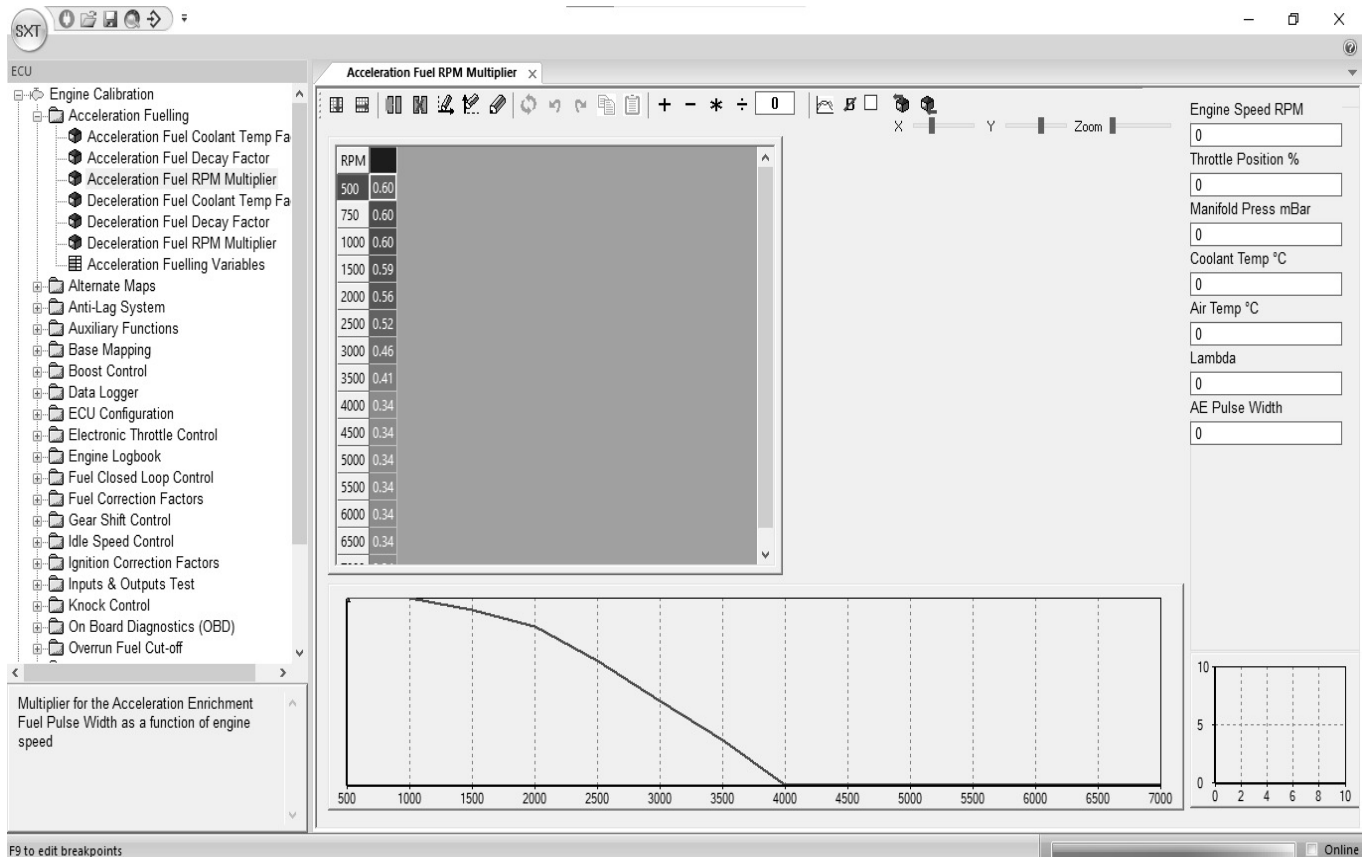 SXT
ECU
Engine Calibration
Acceleration Fuelling
Acceleration Fuel Coolant Temp Fa
Acceleration Fuel Decay Factor
Acceleration Fuel RPM Multiplier
Deceleration Fuel Coolant Temp Fa
Deceleration Fuel Decay Factor
Deceleration Fuel RPM Multiplier
Acceleration Fuelling Variables
Alternate Maps
Anti-Lag System
Auxiliary Functions
Base Mapping
Boost Control
Data Logger
ECU Configuration
Electronic Throttle Control
Engine Logbook
Fuel Closed Loop Control
Fuel Correction Factors
Gear Shift Control
Idle Speed Control
Ignition Correction Factors
Inputs & Outputs Test
Knock Control
On Board Diagnostics (OBD)
Overrun Fuel Cut-off
Multiplier for the Acceleration Enrichment
Fuel Pulse Width as a function of engine
speed
Acceleration Fuel RPM Multiplier
+ - * ÷ 0
X Y Zoom
RPM
500 0.60
750 0.60
1000 0.60
1500 0.59
2000 0.56
2500 0.52
3000 0.46
3500 0.41
4000 0.34
4500 0.34
5000 0.34
5500 0.34
6000 0.34
6500 0.34
500 1000 1500 2000 2500 3000 3500 4000 4500 5000 5500 6000 6500 7000
Engine Speed RPM
0
Throttle Position %
0
Manifold Press mBar
0
Coolant Temp °C
0
Air Temp °C
0
Lambda
0
AE Pulse Width
0
10
5
0
0 2 4 6 8 10
F9 to edit breakpoints
Online